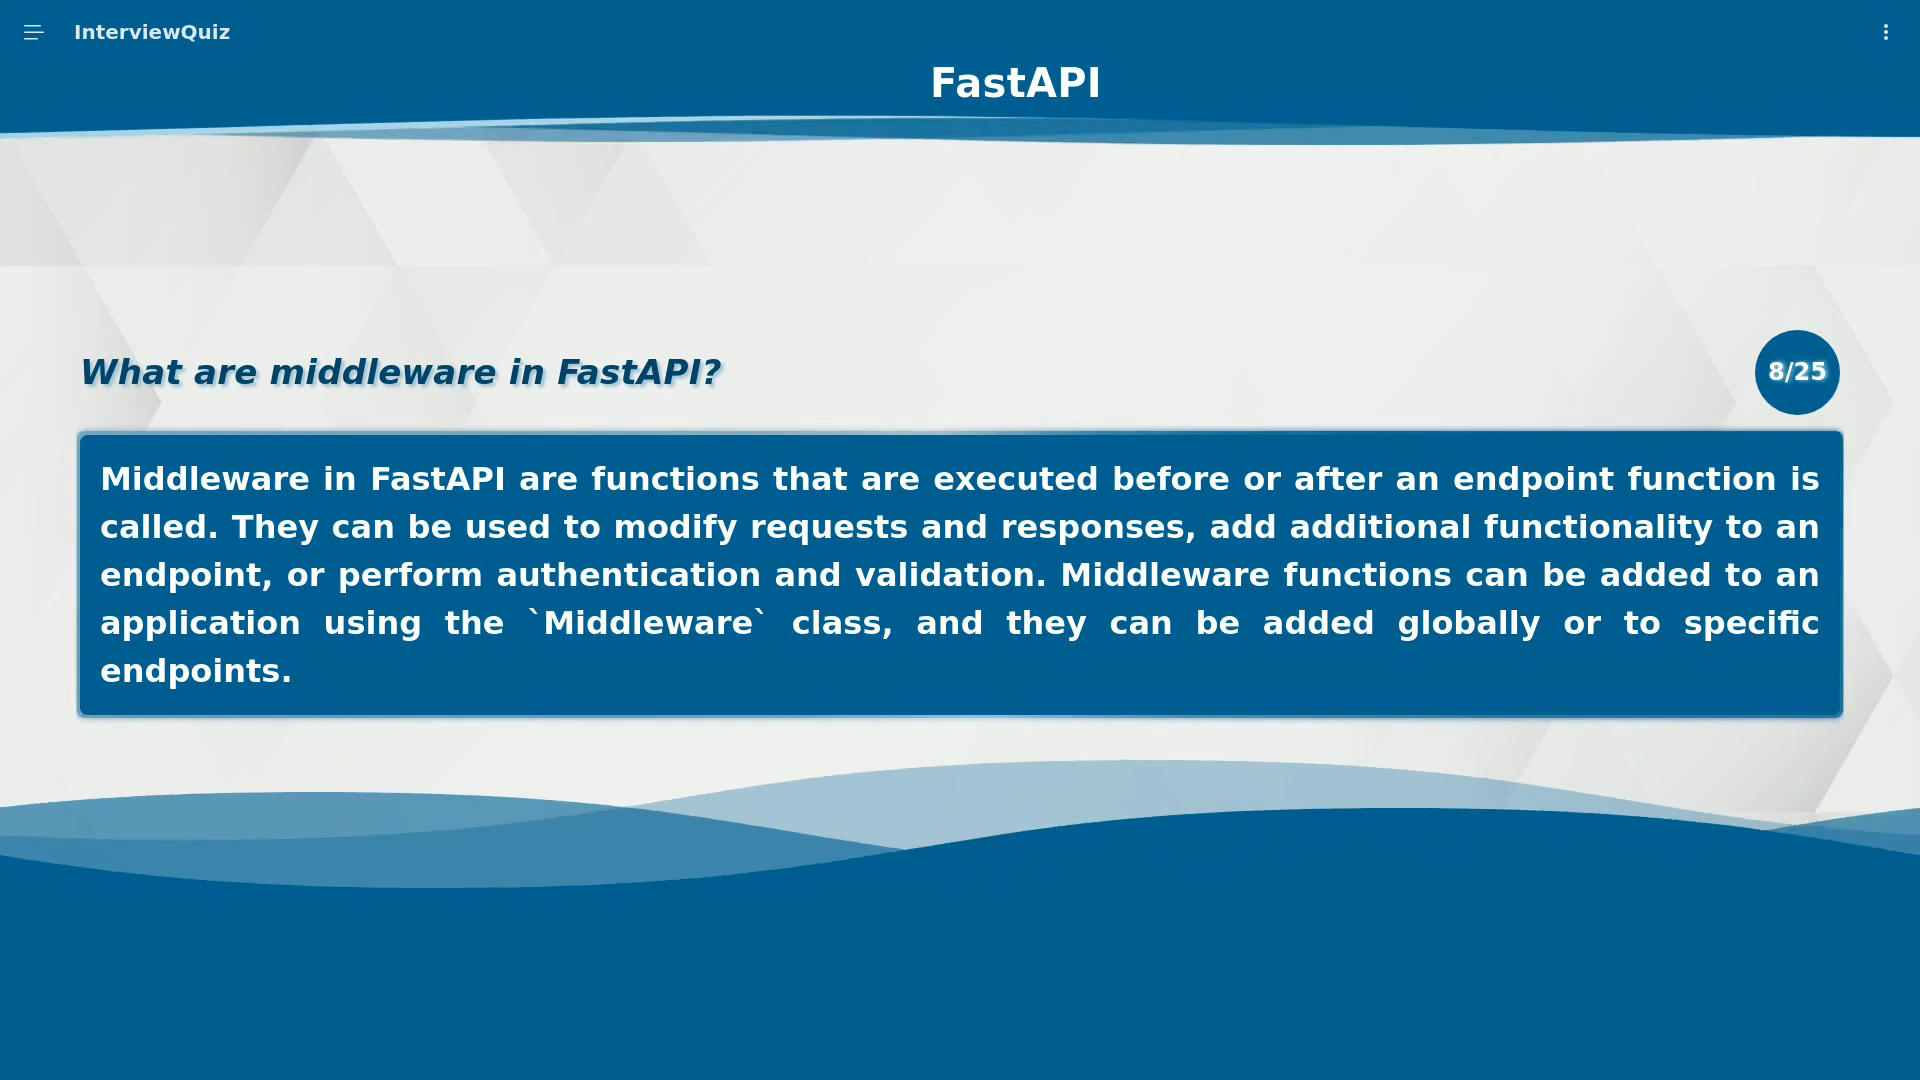 InterviewQuiz
FastAPI
What are middleware in FastAPI?
8/25
Middleware in FastAPI are functions that are executed before or after an endpoint function is
called. They can be used to modify requests and responses, add additional functionality to an
endpoint, or perform authentication and validation. Middleware functions can be added to an
application using the `Middleware` class, and they can be added globally or to specific
endpoints.